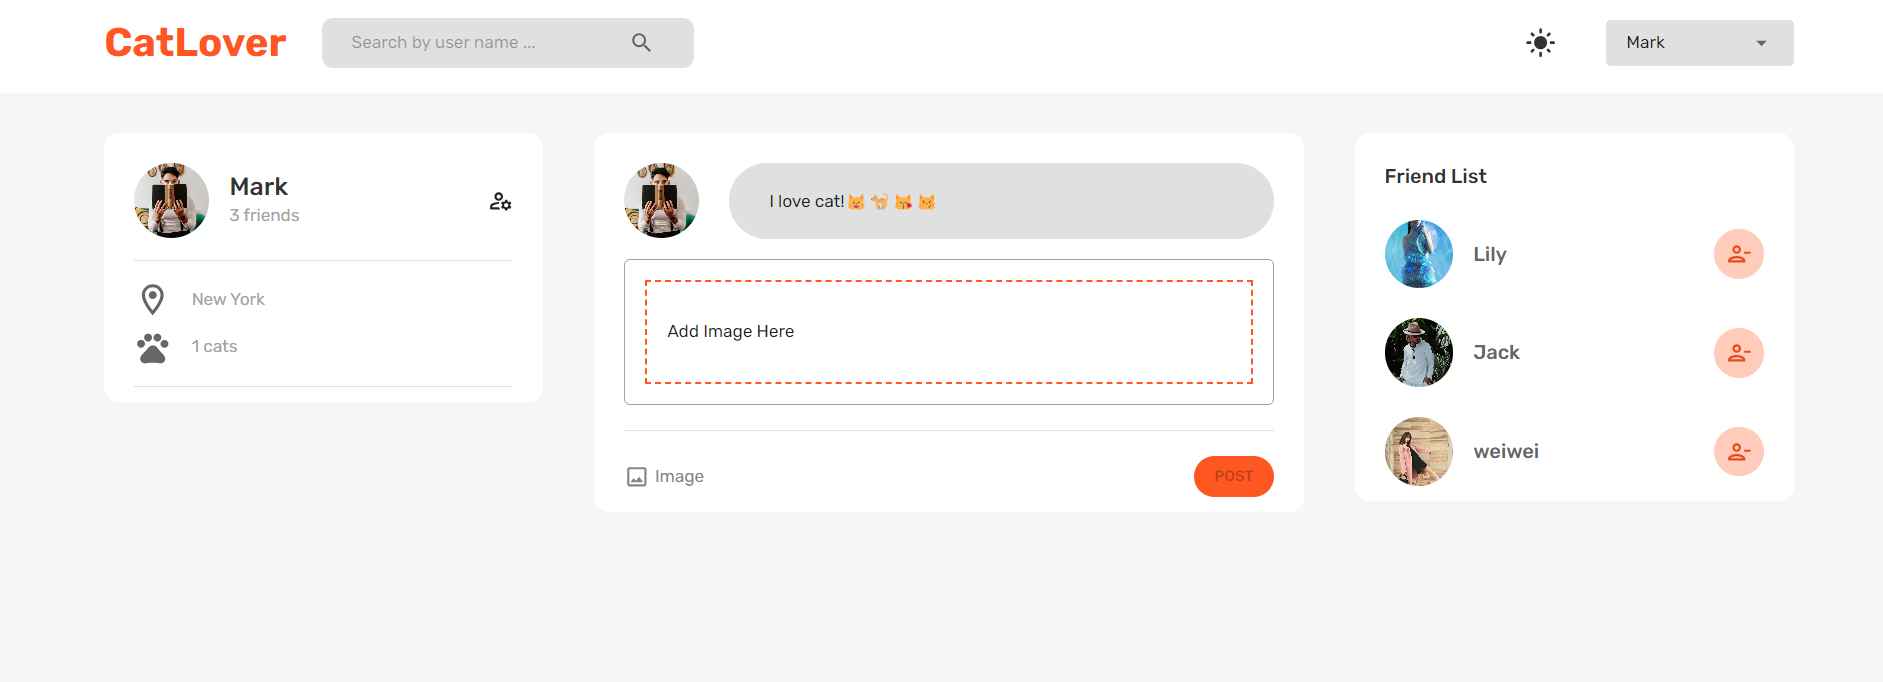 CatLover
Search by user name ...
Mark
Mark
3 friends
New York
1 cats
I love cat!😺 🐈 😽 😼
Add Image Here
Image
POST
Friend List
Lily
Jack
weiwei